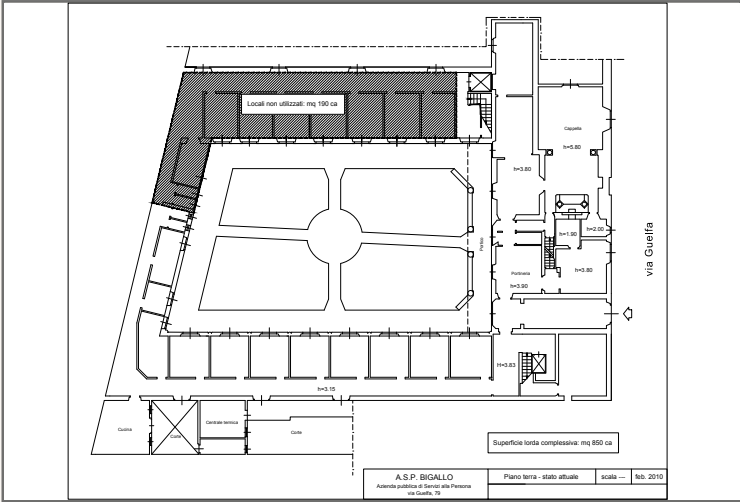 Locali non utilizzati: mq 190 ca
Cappella
h=5.80
h=3.80
h=1.90
h=2.00
via Guelfa
Portico
Portineria
h=3.80
h=3.90
H=3.83
h=3.15
Cucina
Corte
Centrale termica
Corte
Superficie lorda complessiva: mq 850 ca
A.S.P. BIGALLO
Azienda pubblica di Servizi alla Persona
via Guelfa, 79
Piano terra - stato attuale
scala ---
feb. 2010